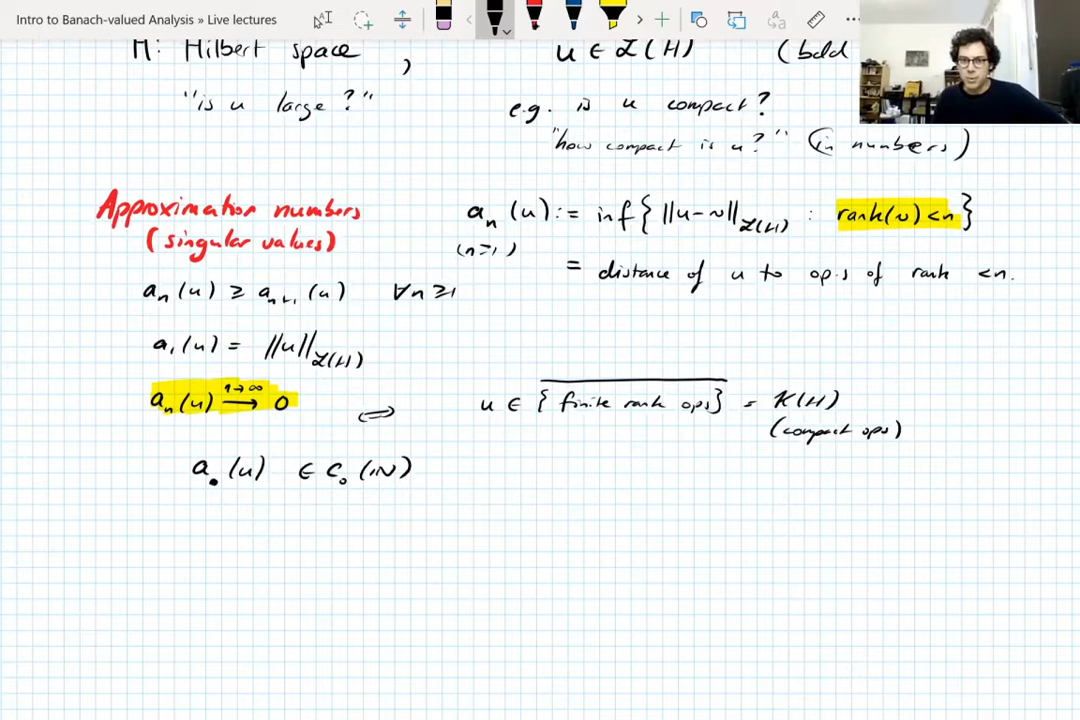 Intro to Banach-valued Analysis » Live lectures
H: Hilbert space , u ∈ ℒ(H) (bdd
"is u large?" e.g. is u compact?
"how compact is u?" (in numbers)
Approximation numbers a_n(u) := inf{ ||u-v||_ℒ(H) : rank(v)<n }
(singular values) (n≥1)
= distance of u to op.s of rank <n.
a_n(u) ≥ a_{n+1}(u) ∀n≥1
a_1(u) = ||u||_ℒ(H)
a_n(u) →^{n→∞} 0 ⟺ u ∈ \overline{{finite rank ops}} = K(H)
(compact ops)
a_•(u) ∈ c_0(ℕ)